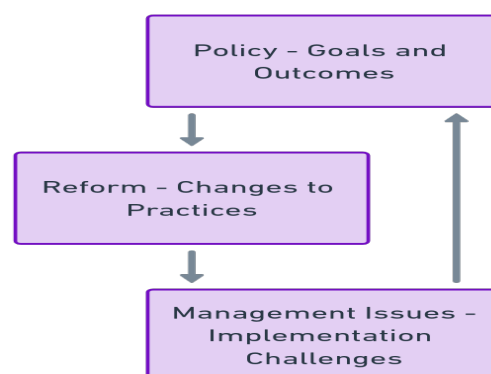 Policy – Goals and
Outcomes
Reform – Changes to
Practices
Management Issues –
Implementation
Challenges